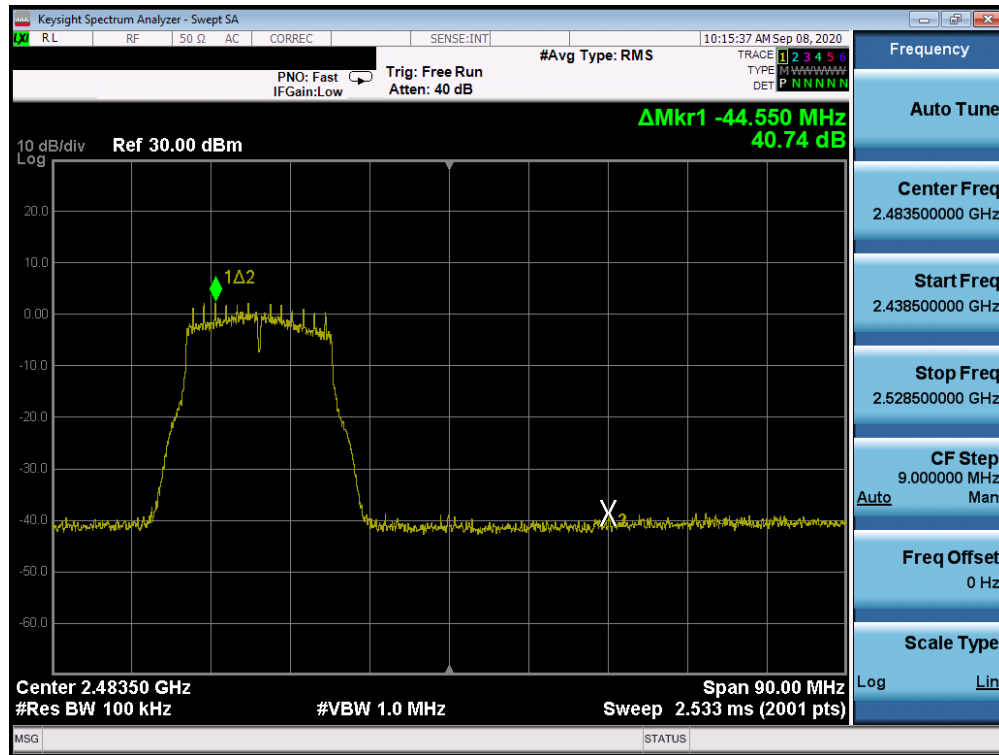 Keysight Spectrum Analyzer - Swept SA
LXI RL RF 50 Ω AC CORREC SENSE:INT 10:15:37 AM Sep 08, 2020
#Avg Type: RMS TRACE 1 2 3 4 5 6
PNO: Fast Trig: Free Run TYPE M WWWWW
IFGain:Low Atten: 40 dB DET P N N N N N
ΔMkr1 -44.550 MHz
10 dB/div Ref 30.00 dBm 40.74 dB
Log
20.0
10.0
1Δ2
0.00
-10.0
-20.0
-30.0
-40.0
X2
-50.0
-60.0
Center 2.48350 GHz Span 90.00 MHz
#Res BW 100 kHz #VBW 1.0 MHz Sweep 2.533 ms (2001 pts)
MSG STATUS
Frequency
Auto Tune
Center Freq
2.483500000 GHz
Start Freq
2.438500000 GHz
Stop Freq
2.528500000 GHz
CF Step
9.000000 MHz
Auto Man
Freq Offset
0 Hz
Scale Type
Log Lin